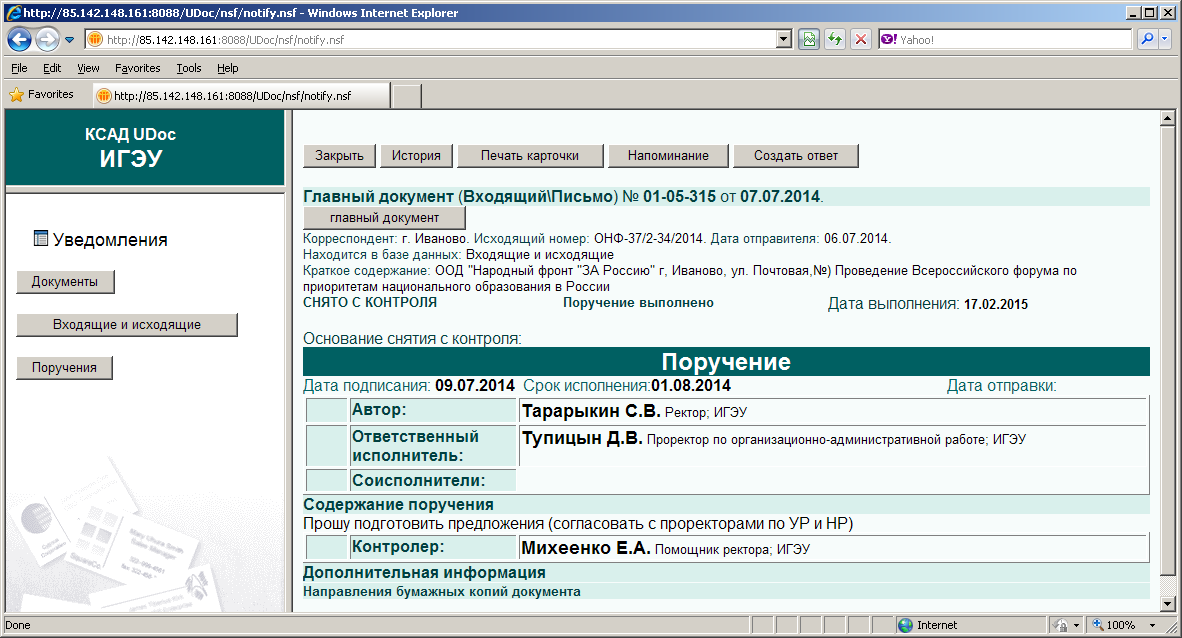 http://85.142.148.161:8088/UDoc/nsf/notify.nsf - Windows Internet Explorer
http://85.142.148.161:8088/UDoc/nsf/notify.nsf
Yahoo!
File Edit View Favorites Tools Help
Favorites
http://85.142.148.161:8088/UDoc/nsf/notify.nsf
КСАД UDoc
ИГЭУ
Уведомления
Документы
Входящие и исходящие
Поручения
Закрыть История Печать карточки Напоминание Создать ответ
Главный документ (Входящий\Письмо) № 01-05-315 от 07.07.2014.
главный документ
Корреспондент: г. Иваново. Исходящий номер: ОНФ-37/2-34/2014. Дата отправителя: 06.07.2014.
Находится в базе данных: Входящие и исходящие
Краткое содержание: ООД "Народный фронт "ЗА Россию" г, Иваново, ул. Почтовая,№) Проведение Всероссийского форума по
приоритетам национального образования в России
СНЯТО С КОНТРОЛЯ Поручение выполнено Дата выполнения: 17.02.2015
Основание снятия с контроля:
Поручение
Дата подписания: 09.07.2014 Срок исполнения:01.08.2014 Дата отправки:
Автор: Тарарыкин С.В. Ректор; ИГЭУ
Ответственный
исполнитель: Тупицын Д.В. Проректор по организационно-административной работе; ИГЭУ
Соисполнители:
Содержание поручения
Прошу подготовить предложения (согласовать с проректорами по УР и НР)
Контролер: Михеенко Е.А. Помощник ректора; ИГЭУ
Дополнительная информация
Направления бумажных копий документа
Done Internet 100%